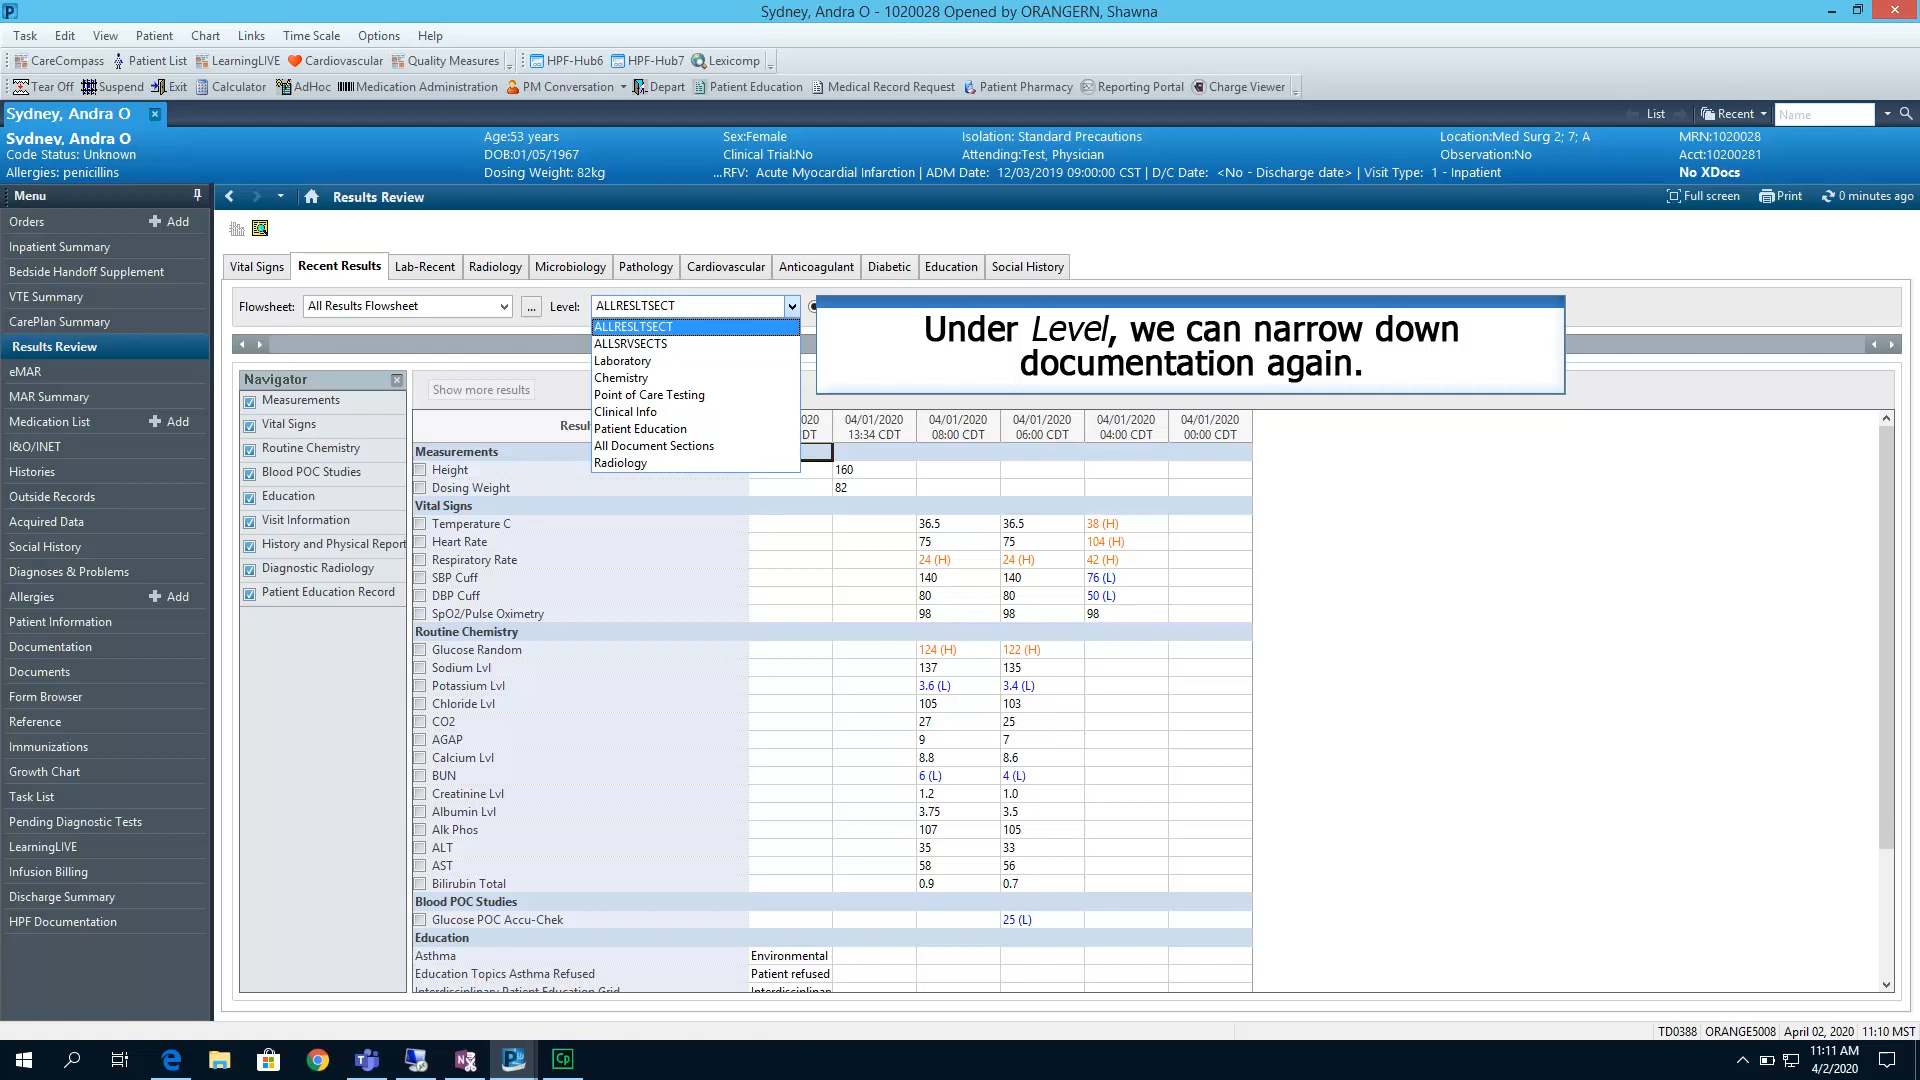 Sydney, Andra O - 1020028 Opened by ORANGERN, Shawna
Task Edit View Patient Chart Links Time Scale Options Help
CareCompass Patient List LearningLIVE Cardiovascular Quality Measures HPF-Hub6 HPF-Hub7 Lexicomp
Tear Off Suspend Exit Calculator AdHoc Medication Administration PM Conversation Depart Patient Education Medical Record Request Patient Pharmacy Reporting Portal Charge Viewer
Sydney, Andra O List Recent Name
Sydney, Andra O Age:53 years Sex:Female Isolation: Standard Precautions Location:Med Surg 2; 7; A MRN:1020028
Code Status: Unknown DOB:01/05/1967 Clinical Trial:No Attending:Test, Physician Observation:No Acct:10200281
Allergies: penicillins Dosing Weight: 82kg ...RFV: Acute Myocardial Infarction | ADM Date: 12/03/2019 09:00:00 CST | D/C Date: <No - Discharge date> | Visit Type: 1 - Inpatient No XDocs
Menu
Orders Add
Inpatient Summary
Bedside Handoff Supplement
VTE Summary
CarePlan Summary
Results Review
eMAR
MAR Summary
Medication List Add
I&O/INET
Histories
Outside Records
Acquired Data
Social History
Diagnoses & Problems
Allergies Add
Patient Information
Documentation
Documents
Form Browser
Reference
Immunizations
Growth Chart
Task List
Pending Diagnostic Tests
LearningLIVE
Infusion Billing
Discharge Summary
HPF Documentation
Results Review Full screen Print 0 minutes ago
Vital Signs Recent Results Lab-Recent Radiology Microbiology Pathology Cardiovascular Anticoagulant Diabetic Education Social History
Flowsheet: All Results Flowsheet ... Level: ALLRESLTSECT
ALLRESLTSECT
ALLSRVSECTS
Laboratory
Chemistry
Point of Care Testing
Clinical Info
Patient Education
All Document Sections
Radiology
Under Level, we can narrow down
documentation again.
Navigator
Measurements
Vital Signs
Routine Chemistry
Blood POC Studies
Education
Visit Information
History and Physical Report
Diagnostic Radiology
Patient Education Record
Show more results
04/01/2020 04/01/2020 04/01/2020 04/01/2020 04/01/2020
13:34 CDT 08:00 CDT 06:00 CDT 04:00 CDT 00:00 CDT
Measurements
Height 160
Dosing Weight 82
Vital Signs
Temperature C 36.5 36.5 38 (H)
Heart Rate 75 75 104 (H)
Respiratory Rate 24 (H) 24 (H) 42 (H)
SBP Cuff 140 140 76 (L)
DBP Cuff 80 80 50 (L)
SpO2/Pulse Oximetry 98 98 98
Routine Chemistry
Glucose Random 124 (H) 122 (H)
Sodium Lvl 137 135
Potassium Lvl 3.6 (L) 3.4 (L)
Chloride Lvl 105 103
CO2 27 25
AGAP 9 7
Calcium Lvl 8.8 8.6
BUN 6 (L) 4 (L)
Creatinine Lvl 1.2 1.0
Albumin Lvl 3.75 3.5
Alk Phos 107 105
ALT 35 33
AST 58 56
Bilirubin Total 0.9 0.7
Blood POC Studies
Glucose POC Accu-Chek 25 (L)
Education
Asthma Environmental
Education Topics Asthma Refused Patient refused
Interdisciplinary Patient Education Grid
TD0388 ORANGE5008 April 02, 2020 11:10 MST
11:11 AM
4/2/2020